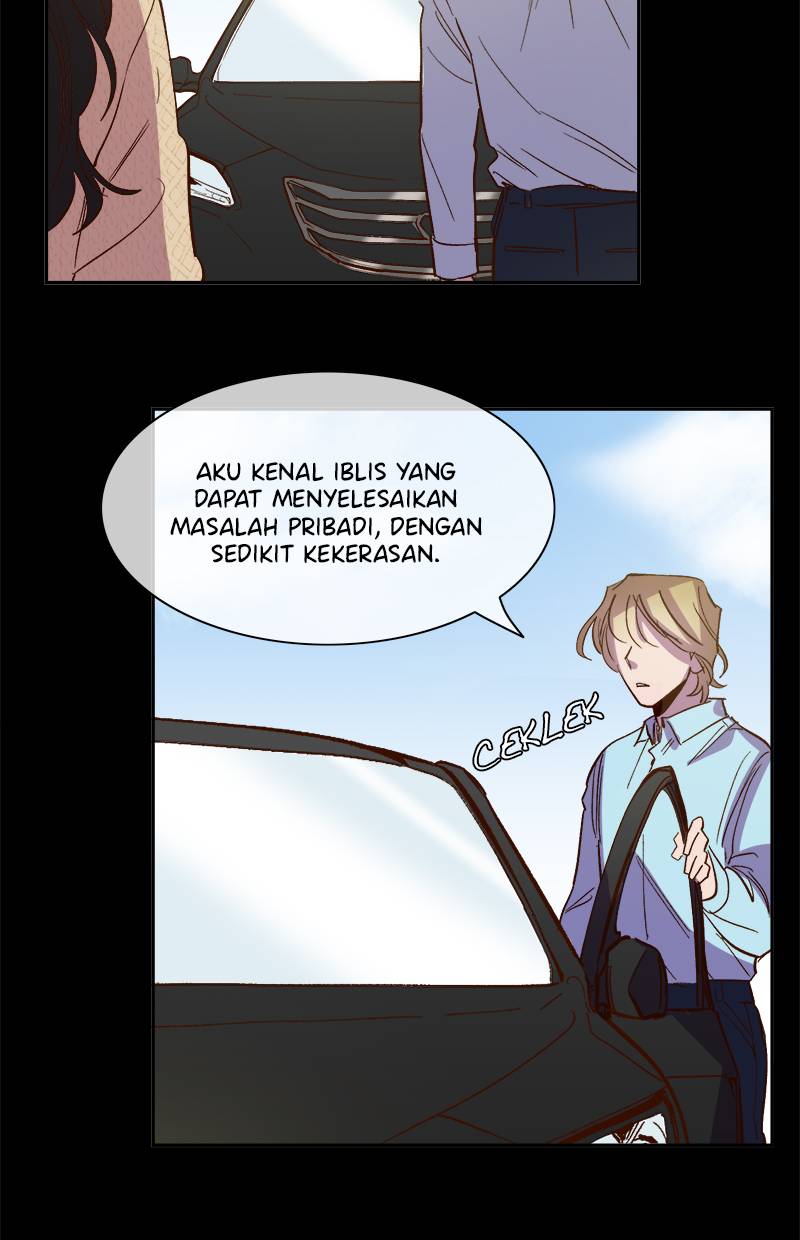 AKU KENAL IBLIS YANG
DAPAT MENYELESAIKAN
MASALAH PRIBADI, DENGAN
SEDIKIT KEKERASAN.
CEKLEK